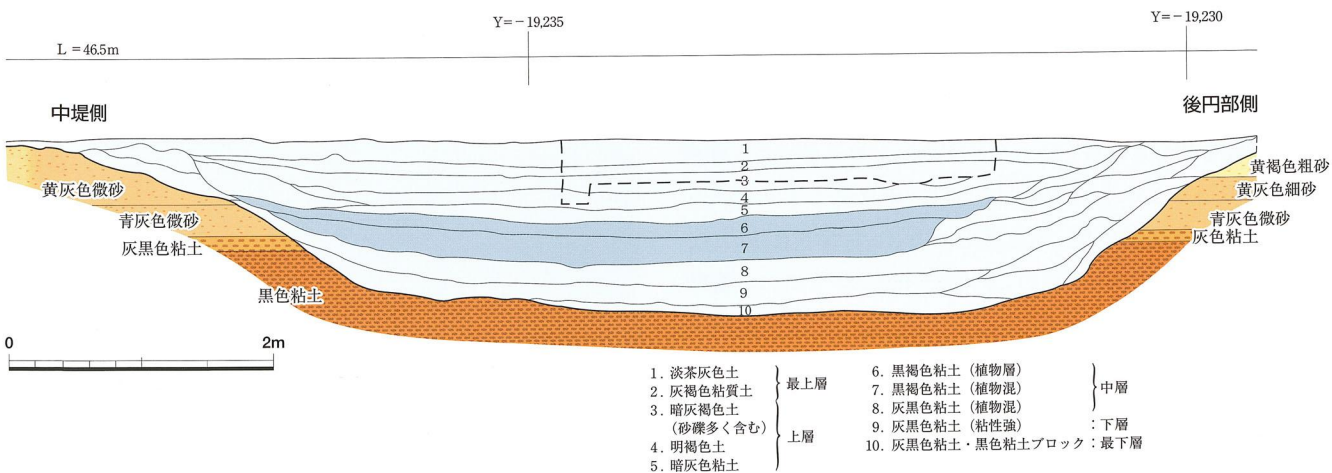 Y=－19,235
Y=－19,230
L = 46.5m
中堤側
後円部側
1
2
3
4
5
6
7
8
9
10
黄灰色微砂
青灰色微砂
灰黒色粘土
黒色粘土
黄褐色粗砂
黄灰色細砂
青灰色微砂
灰色粘土
0 2m
1. 淡茶灰色土
2. 灰褐色粘質土
最上層
3. 暗灰褐色土
（砂礫多く含む）
4. 明褐色土
5. 暗灰色粘土
上層
6. 黒褐色粘土（植物層）
7. 黒褐色粘土（植物混）
8. 灰黒色粘土（植物混）
中層
9. 灰黒色粘土（粘性強）：下層
10. 灰黒色粘土・黒色粘土ブロック：最下層